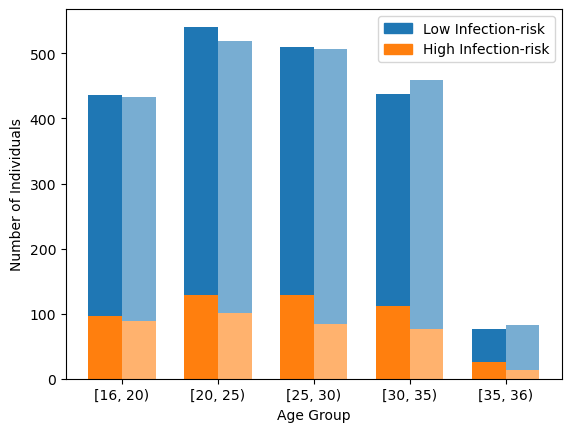 Low Infection-risk
High Infection-risk
Number of Individuals
500
400
300
200
100
0
[16, 20)
[20, 25)
[25, 30)
[30, 35)
[35, 36)
Age Group